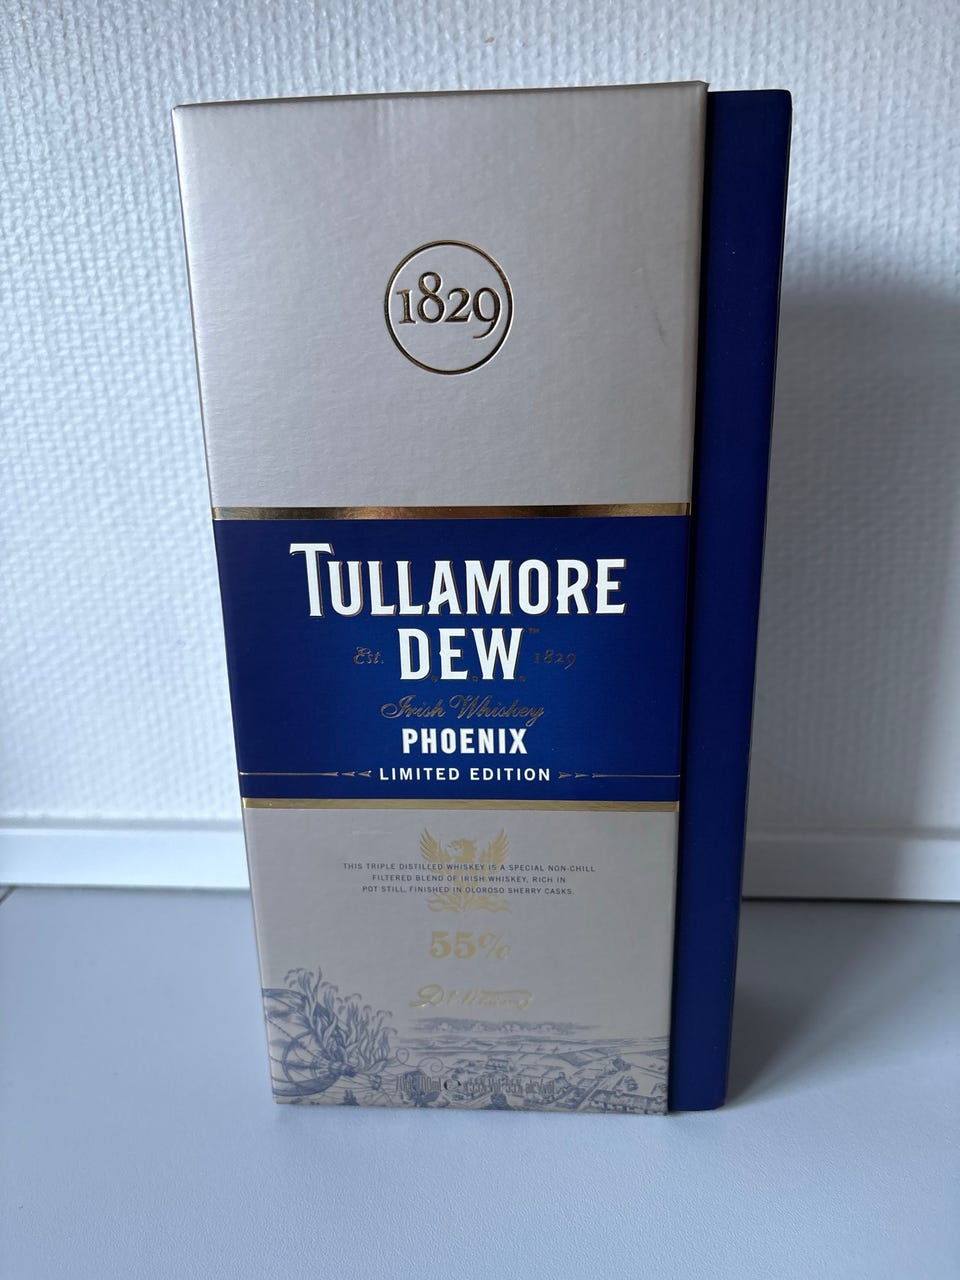 1829
TULLAMORE
Est. D.E.W.™ 1829
Irish Whiskey
PHOENIX
LIMITED EDITION
THIS TRIPLE DISTILLED WHISKEY IS A SPECIAL NON-CHILL
FILTERED BLEND OF IRISH WHISKEY, RICH IN
POT STILL, FINISHED IN OLOROSO SHERRY CASKS.
55%